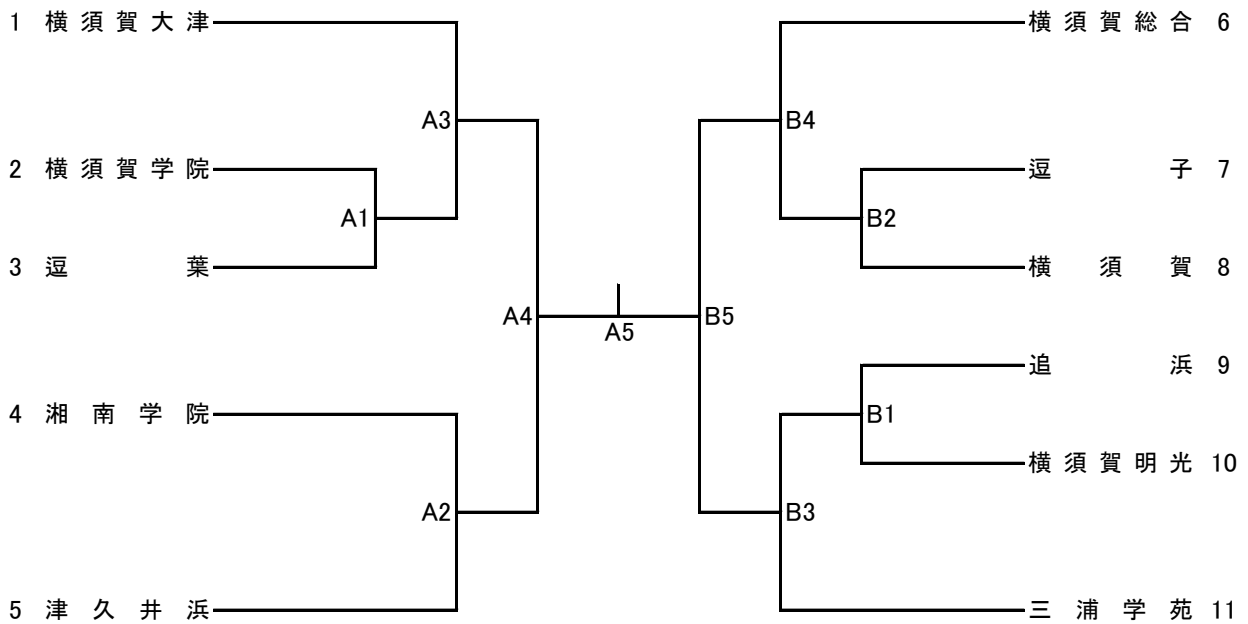 1 横須賀大津
横須賀総合 6
A3
B4
2 横須賀学院
逗子 7
A1
B2
3 逗葉
横須賀 8
A4
A5
B5
追浜 9
4 湘南学院
B1
横須賀明光 10
A2
B3
5 津久井浜
三浦学苑 11